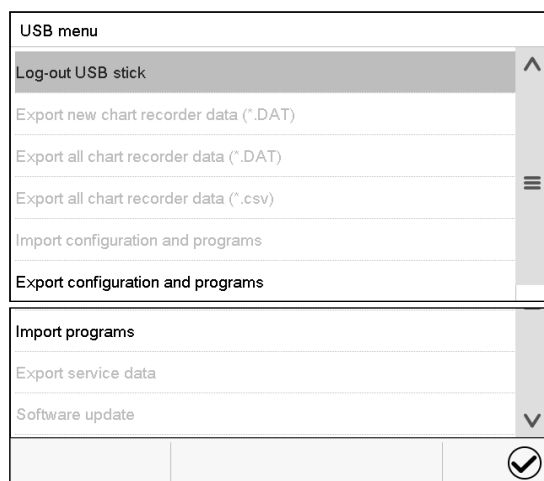 USB menu
Log-out USB stick
Export new chart recorder data (*.DAT)
Export all chart recorder data (*.DAT)
Export all chart recorder data (*.csv)
Import configuration and programs
Export configuration and programs
Import programs
Export service data
Software update